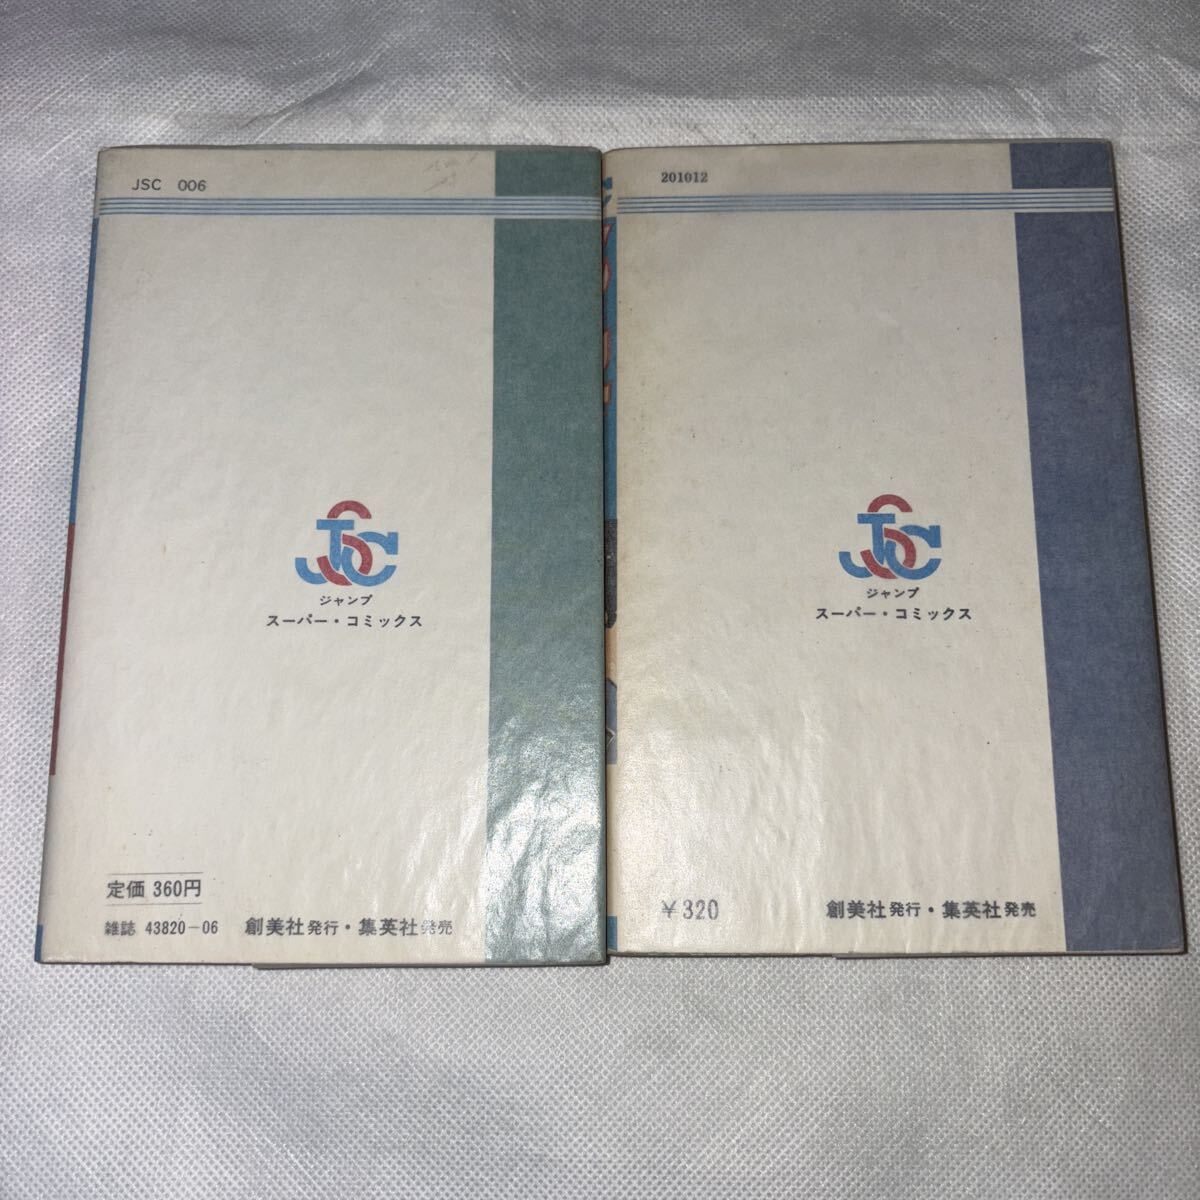 JSC 006
JSC
ジャンプ
スーパー・コミックス
定価 360円
雑誌 43820-06 創美社発行・集英社発売
201012
JSC
ジャンプ
スーパー・コミックス
￥320 創美社発行・集英社発売